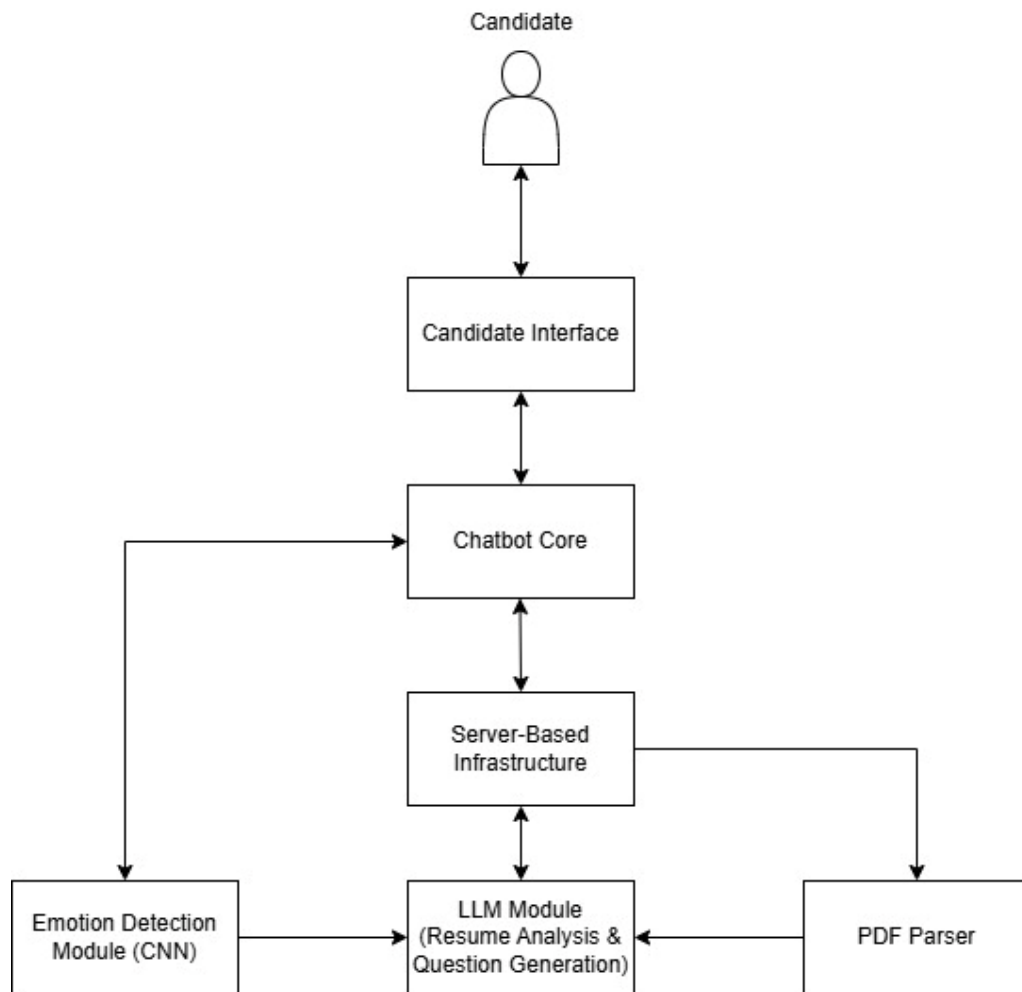 Candidate
Candidate Interface
Chatbot Core
Server-Based
Infrastructure
Emotion Detection
Module (CNN)
LLM Module
(Resume Analysis &
Question Generation)
PDF Parser